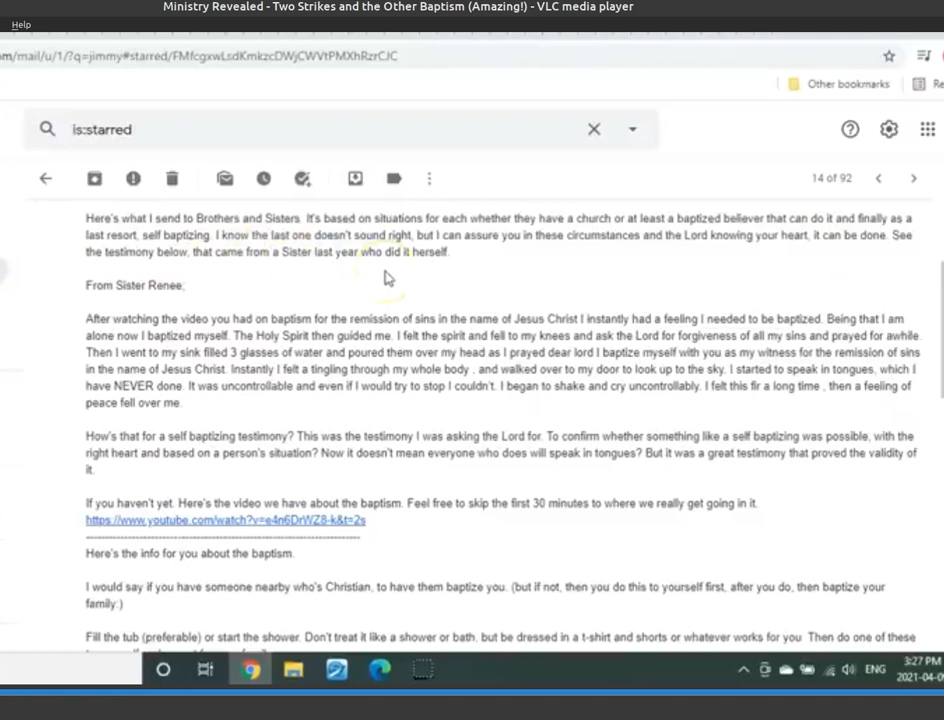 Ministry Revealed - Two Strikes and the Other Baptism (Amazing!) - VLC media player
Help
om/mail/u/1/?q=jimmy#starred/FMfcgxwLsdKmkzcDWjCWVtPMXhRzrCJC
Other bookmarks
Re
is:starred
14 of 92
Here's what I send to Brothers and Sisters. It's based on situations for each whether they have a church or at least a baptized believer that can do it and finally as a
last resort, self baptizing. I know the last one doesn't sound right, but I can assure you in these circumstances and the Lord knowing your heart, it can be done. See
the testimony below, that came from a Sister last year who did it herself.
From Sister Renee;
After watching the video you had on baptism for the remission of sins in the name of Jesus Christ I instantly had a feeling I needed to be baptized. Being that I am
alone now I baptized myself. The Holy Spirit then guided me. I felt the spirit and fell to my knees and ask the Lord for forgiveness of all my sins and prayed for awhile.
Then I went to my sink filled 3 glasses of water and poured them over my head as I prayed dear lord I baptize myself with you as my witness for the remission of sins
in the name of Jesus Christ. Instantly I felt a tingling through my whole body , and walked over to my door to look up to the sky. I started to speak in tongues, which I
have NEVER done. It was uncontrollable and even if I would try to stop I couldn't. I began to shake and cry uncontrollably. I felt this fir a long time , then a feeling of
peace fell over me.
How's that for a self baptizing testimony? This was the testimony I was asking the Lord for. To confirm whether something like a self baptizing was possible, with the
right heart and based on a person's situation? Now it doesn't mean everyone who does will speak in tongues? But it was a great testimony that proved the validity of
it.
If you haven't yet. Here's the video we have about the baptism. Feel free to skip the first 30 minutes to where we really get going in it.
https://www.youtube.com/watch?v=e4n6DrWZ8-k&t=2s
Here's the info for you about the baptism.
I would say if you have someone nearby who's Christian, to have them baptize you. (but if not, then you do this to yourself first, after you do, then baptize your
family:)
Fill the tub (preferable) or start the shower. Don't treat it like a shower or bath, but be dressed in a t-shirt and shorts or whatever works for you Then do one of these
ENG
3:27 PM
2021-04-09